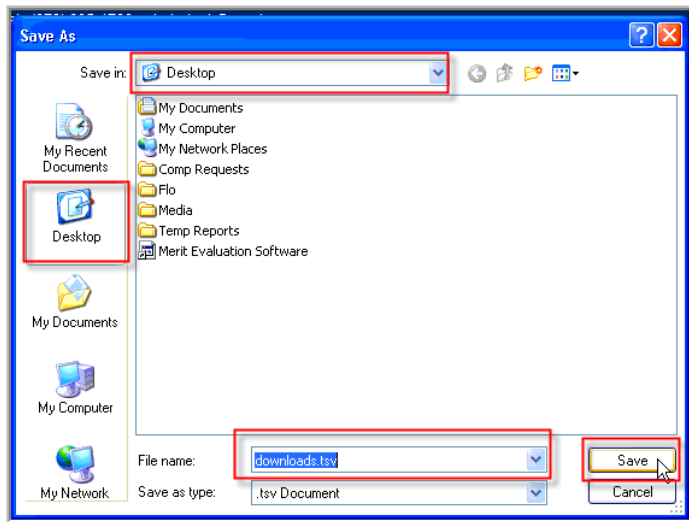 Save As
Save in:
Desktop
My Recent
Documents
Desktop
My Documents
My Computer
My Network
My Documents
My Computer
My Network Places
Comp Requests
Flo
Media
Temp Reports
Merit Evaluation Software
File name:
downloads.tsv
Save
Save as type:
.tsv Document
Cancel